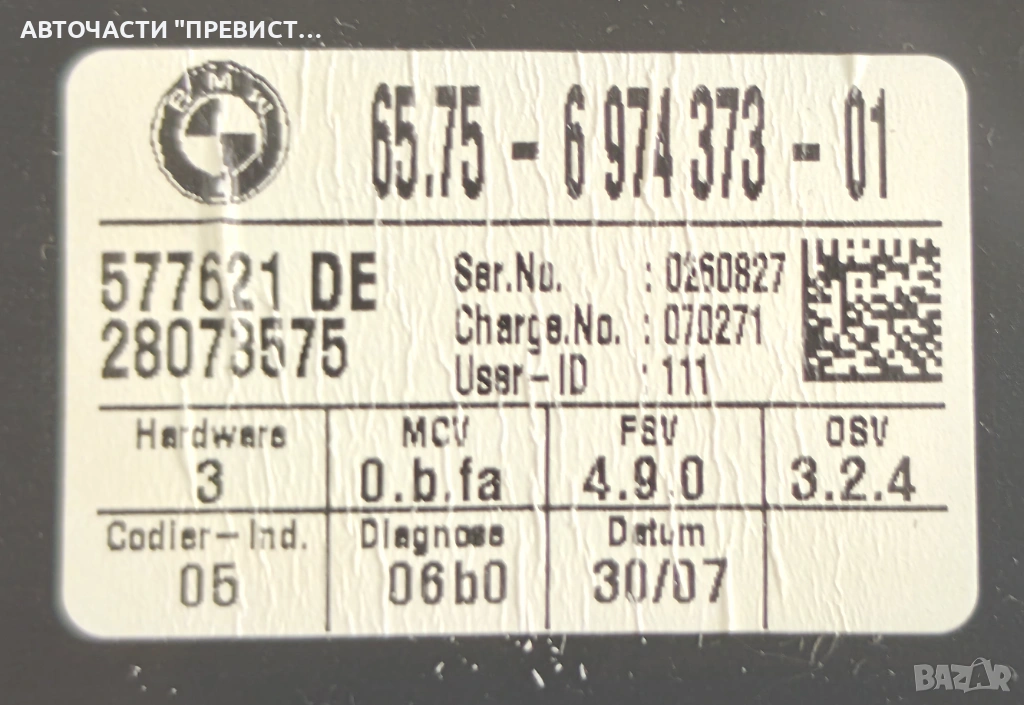 АВТОЧАСТИ "ПРЕВИСТ...
BMW
65.75 - 6 974 373 - 01
577621 DE
28073575
Ser.No. : 0260827
Charge.No. : 070271
User-ID : 111
Hardware MCV FSV OSV
3 0.b.fa 4.9.0 3.2.4
Codier-Ind. Diagnose Datum
05 06b0 30/07
BAZAR